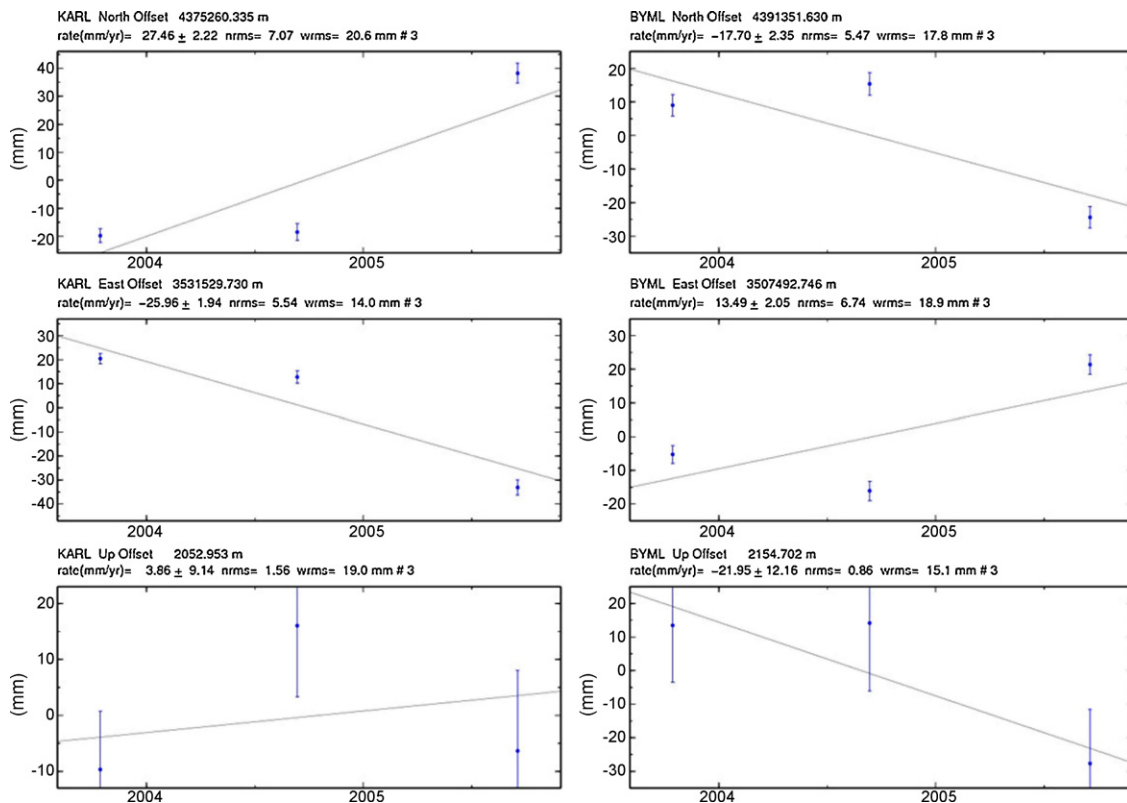 KARL North Offset 4375260.335 m
rate(mm/yr)= 27.46 ± 2.22 nrms= 7.07 wrms= 20.6 mm # 3
40
30
20
10
0
-10
-20
(mm)
2004 2005
BYML North Offset 4391351.630 m
rate(mm/yr)= -17.70 ± 2.35 nrms= 5.47 wrms= 17.8 mm # 3
20
10
0
-10
-20
-30
(mm)
2004 2005
KARL East Offset 3531529.730 m
rate(mm/yr)= -25.96 ± 1.94 nrms= 5.54 wrms= 14.0 mm # 3
30
20
10
0
-10
-20
-30
-40
(mm)
2004 2005
BYML East Offset 3507492.746 m
rate(mm/yr)= 13.49 ± 2.05 nrms= 6.74 wrms= 18.9 mm # 3
30
20
10
0
-10
-20
(mm)
2004 2005
KARL Up Offset 2052.953 m
rate(mm/yr)= 3.86 ± 9.14 nrms= 1.56 wrms= 19.0 mm # 3
20
10
0
-10
(mm)
2004 2005
BYML Up Offset 2154.702 m
rate(mm/yr)= -21.95 ± 12.16 nrms= 0.86 wrms= 15.1 mm # 3
20
10
0
-10
-20
-30
(mm)
2004 2005